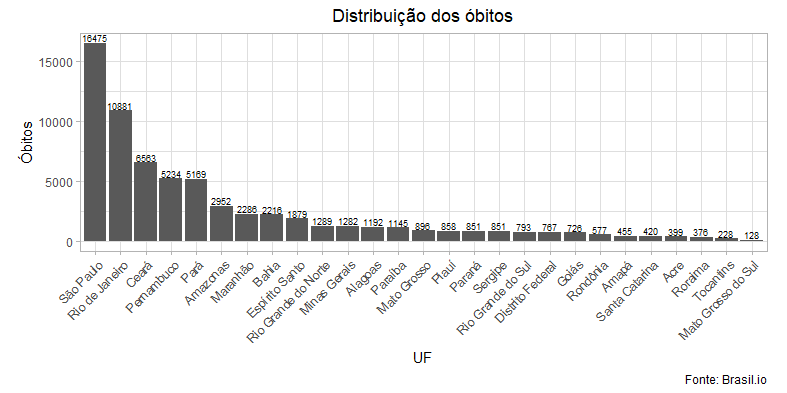 Distribuição dos óbitos
Óbitos
15000
10000
5000
0
16475
10881
6563
5234
5169
2952
2286
2216
1879
1289
1282
1192
1145
896
858
851
851
793
767
726
577
455
420
399
376
228
128
São Paulo
Rio de Janeiro
Ceará
Pernambuco
Pará
Amazonas
Maranhão
Bahia
Espírito Santo
Rio Grande do Norte
Minas Gerais
Alagoas
Paraíba
Mato Grosso
Piauí
Paraná
Sergipe
Rio Grande do Sul
Distrito Federal
Goiás
Rondônia
Amapá
Santa Catarina
Acre
Roraima
Tocantins
Mato Grosso do Sul
UF
Fonte: Brasil.io